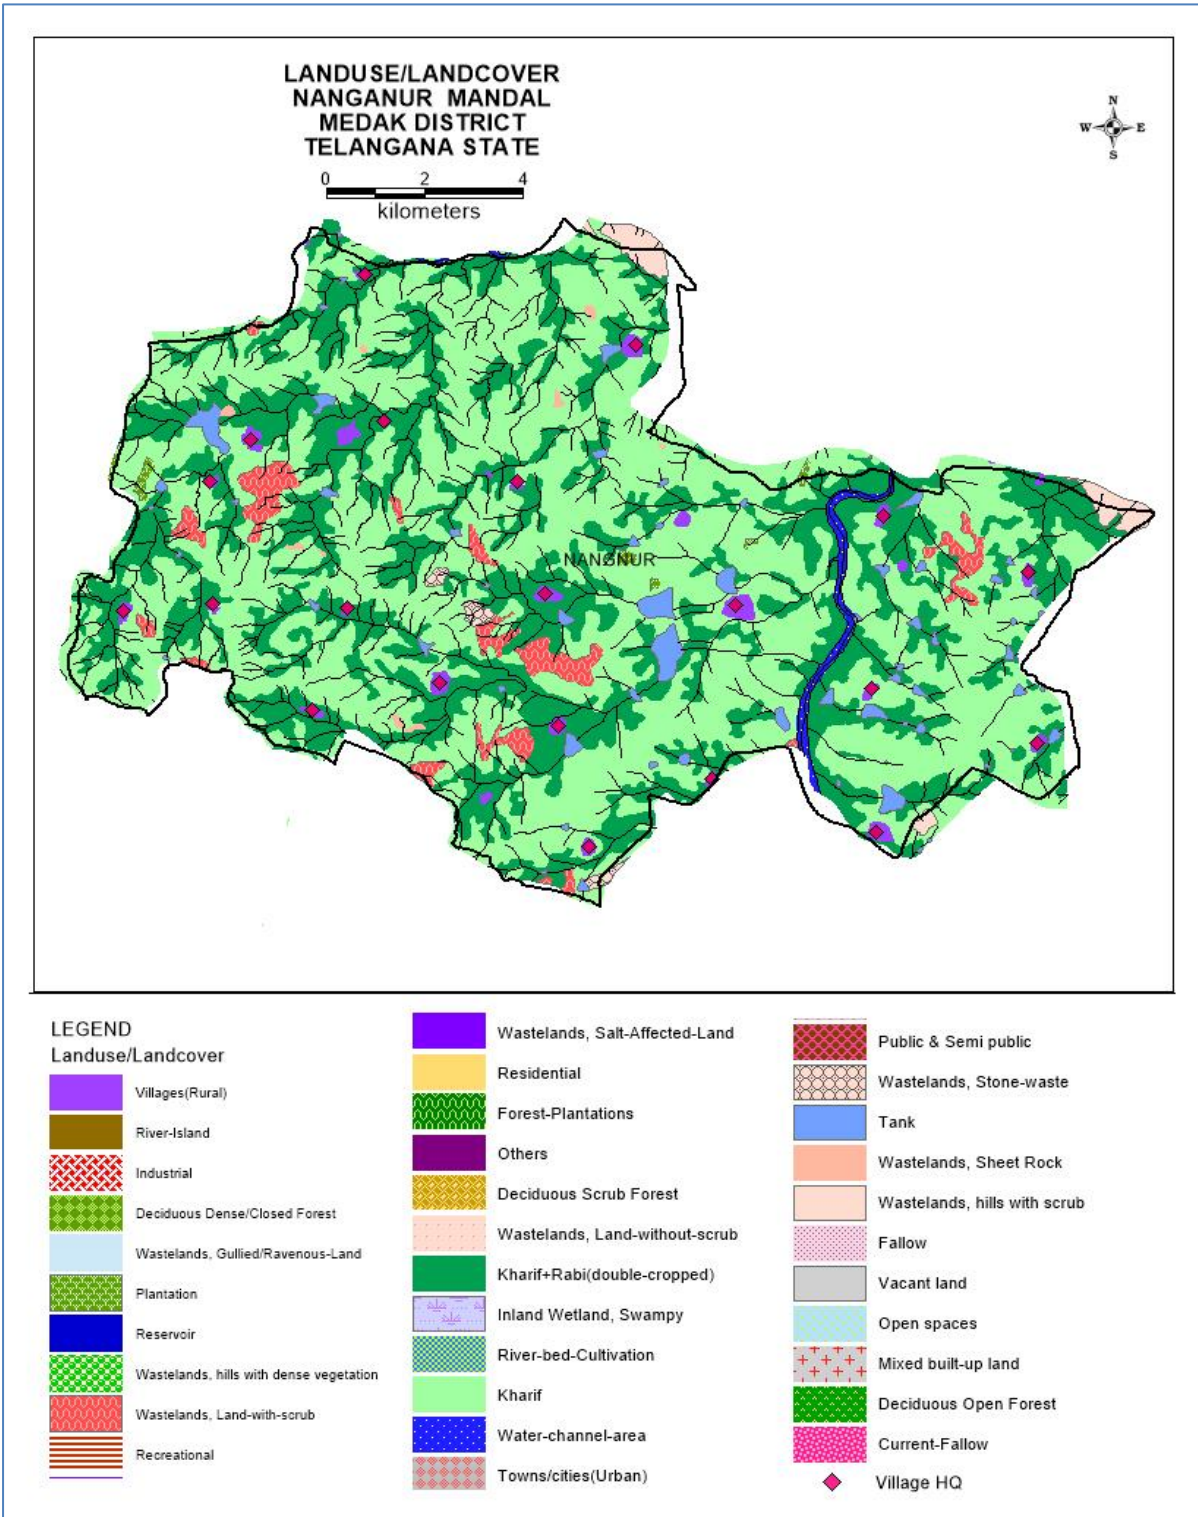 LANDUSE/LANDCOVER
NANGANUR MANDAL
MEDAK DISTRICT
TELANGANA STATE
0 2 4
kilometers
N
W E
S
NANGNUR
LEGEND
Landuse/Landcover
Villages(Rural)
River-Island
Industrial
Deciduous Dense/Closed Forest
Wastelands, Gullied/Ravenous-Land
Plantation
Reservoir
Wastelands, hills with dense vegetation
Wastelands, Land-with-scrub
Recreational
Wastelands, Salt-Affected-Land
Residential
Forest-Plantations
Others
Deciduous Scrub Forest
Wastelands, Land-without-scrub
Kharif+Rabi(double-cropped)
Inland Wetland, Swampy
River-bed-Cultivation
Kharif
Water-channel-area
Towns/cities(Urban)
Public & Semi public
Wastelands, Stone-waste
Tank
Wastelands, Sheet Rock
Wastelands, hills with scrub
Fallow
Vacant land
Open spaces
Mixed built-up land
Deciduous Open Forest
Current-Fallow
Village HQ